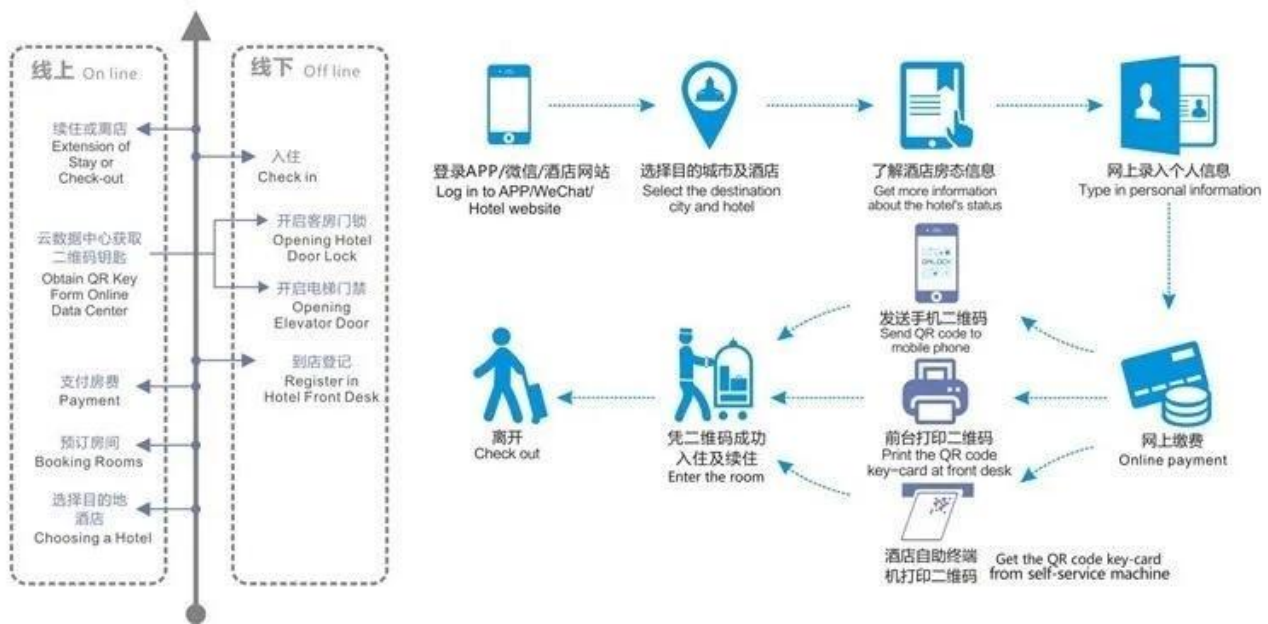 线上 On line
续住或离店
Extension of
Stay or
Check-out
云数据中心获取
二维码钥匙
Obtain QR Key
Form Online
Data Center
支付房费
Payment
预订房间
Booking Rooms
选择目的地
酒店
Choosing a Hotel
线下 Off line
入住
Check in
开启客房门锁
Opening Hotel
Door Lock
开启电梯门禁
Opening
Elevator Door
到店登记
Register in
Hotel Front Desk
登录APP/微信/酒店网站
Log in to APP/WeChat/
Hotel website
选择目的城市及酒店
Select the destination
city and hotel
了解酒店房态信息
Get more information
about the hotel's status
网上录入个人信息
Type in personal information
发送手机二维码
Send QR code to
mobile phone
前台打印二维码
Print the QR code
key-card at front desk
酒店自助终端
机打印二维码
Get the QR code key-card
from self-service machine
网上缴费
Online payment
凭二维码成功
入住及续住
Enter the room
离开
Check out